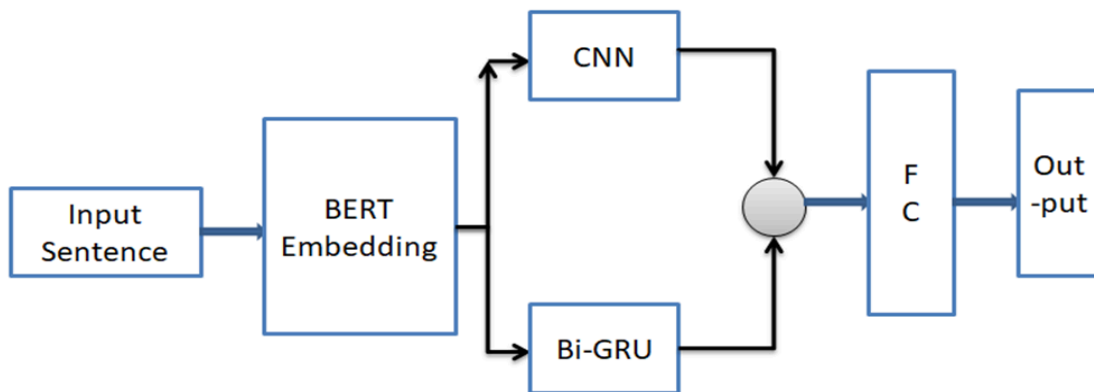 Input
Sentence
BERT
Embedding
CNN
Bi-GRU
F
C
Out
-put